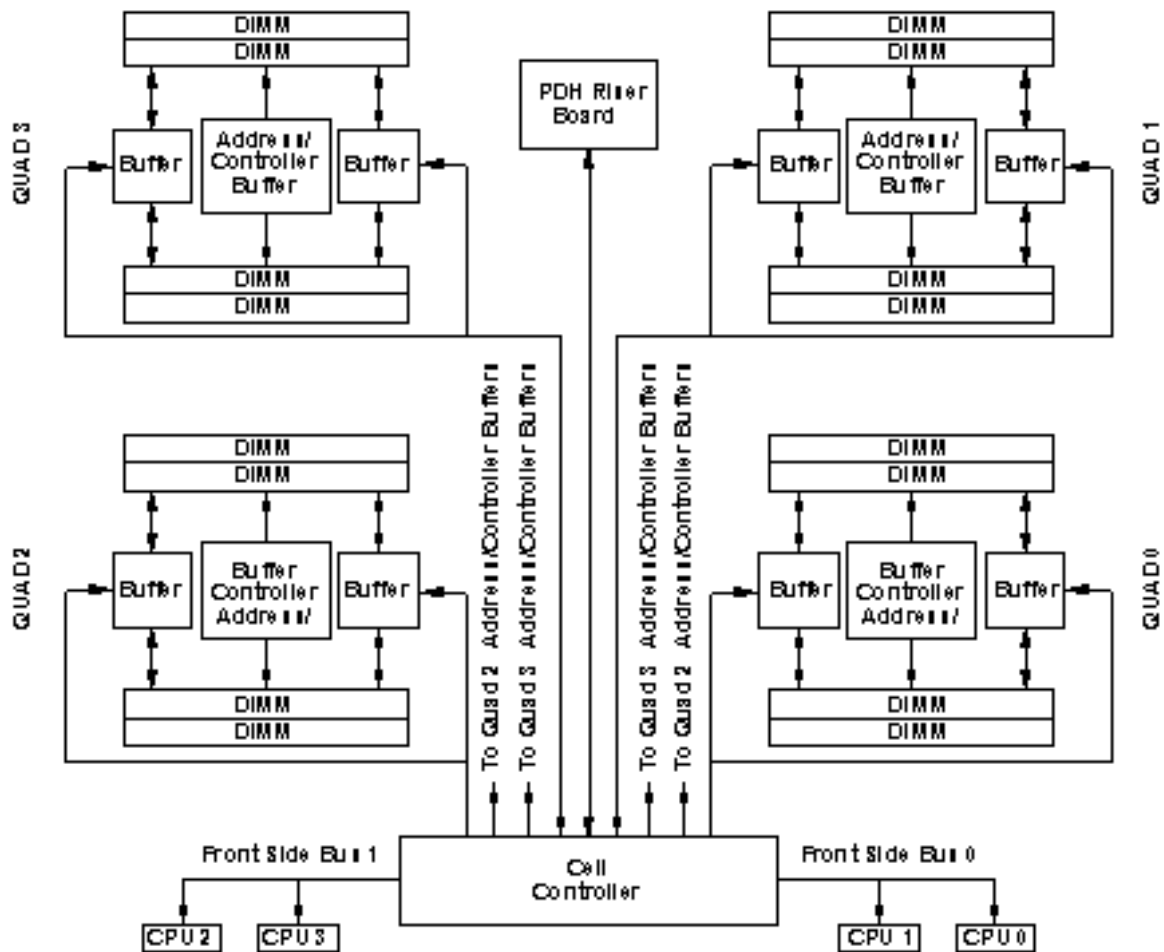 DIMM
DIMM
QUAD 3
Buffer
Address/
Controller
Buffer
Buffer
DIMM
DIMM
PDH Riser
Board
DIMM
DIMM
Buffer
Address/
Controller
Buffer
Buffer
QUAD 1
DIMM
DIMM
DIMM
DIMM
QUAD2
Buffer
Buffer
Controller
Address/
Buffer
DIMM
DIMM
To Quad 2 Address/Controller Buffers
To Quad 3 Address/Controller Buffers
To Quad 3 Address/Controller Buffers
To Quad 2 Address/Controller Buffers
DIMM
DIMM
Buffer
Buffer
Controller
Address/
Buffer
QUAD0
DIMM
DIMM
Front Side Bus 1
Cell
Controller
Front Side Bus 0
CPU 2
CPU 3
CPU 1
CPU 0